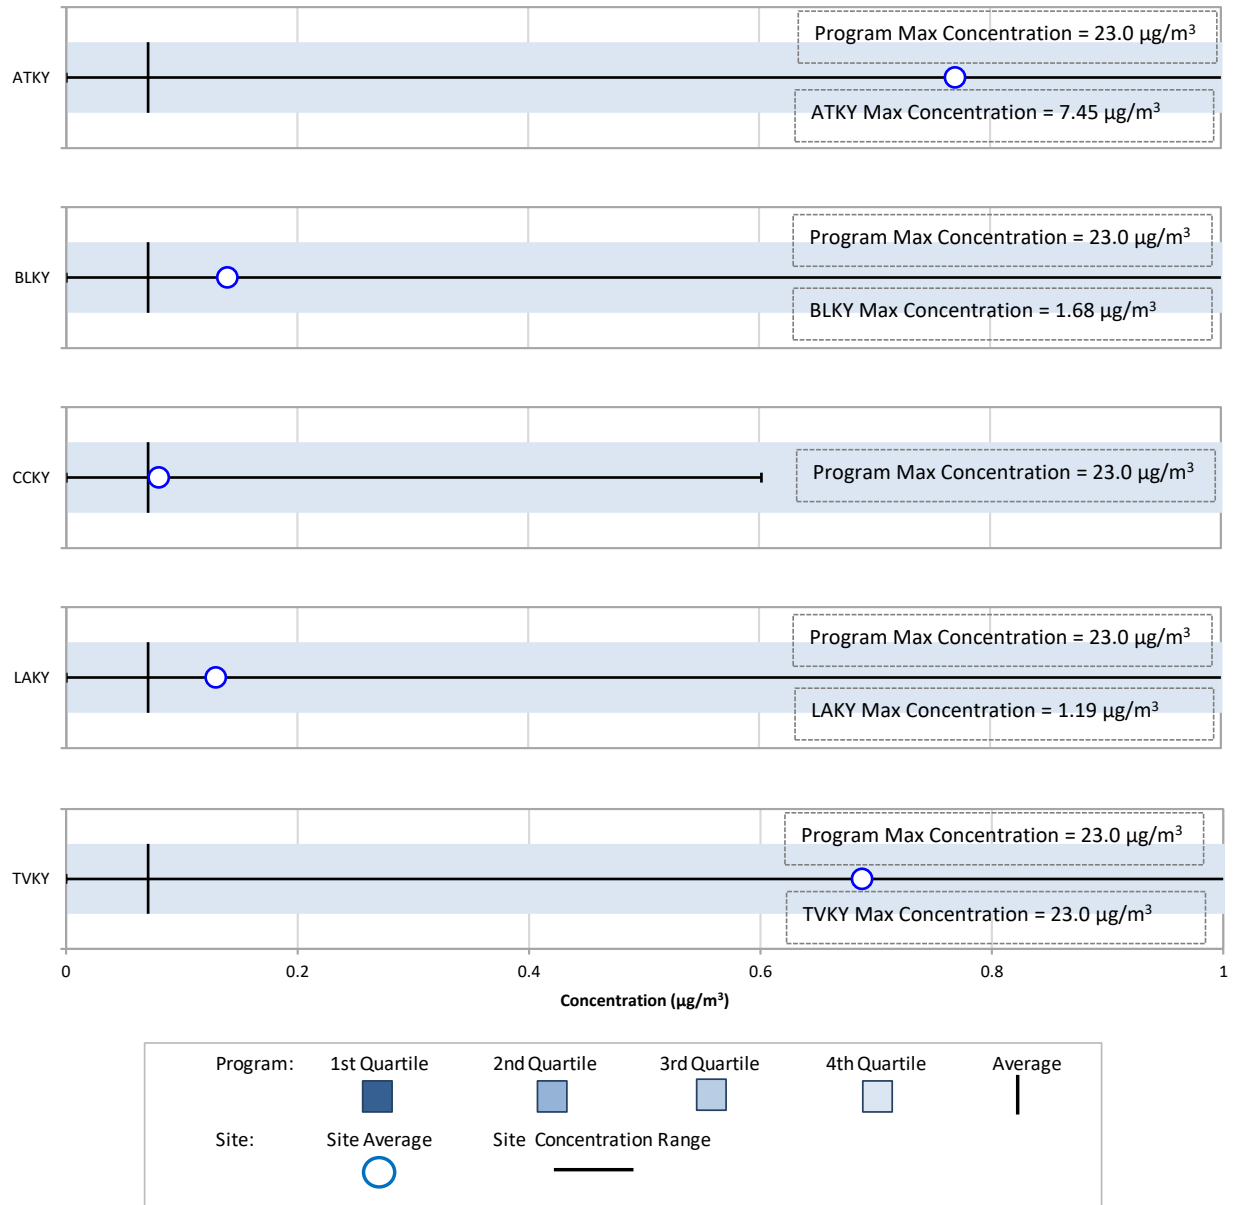 Program Max Concentration = 23.0 µg/m³
ATKY
ATKY Max Concentration = 7.45 µg/m³
Program Max Concentration = 23.0 µg/m³
BLKY
BLKY Max Concentration = 1.68 µg/m³
CCKY
Program Max Concentration = 23.0 µg/m³
Program Max Concentration = 23.0 µg/m³
LAKY
LAKY Max Concentration = 1.19 µg/m³
Program Max Concentration = 23.0 µg/m³
TVKY
TVKY Max Concentration = 23.0 µg/m³
0 0.2 0.4 0.6 0.8 1
Concentration (µg/m³)
Program: 1st Quartile 2nd Quartile 3rd Quartile 4th Quartile Average
Site: Site Average Site Concentration Range